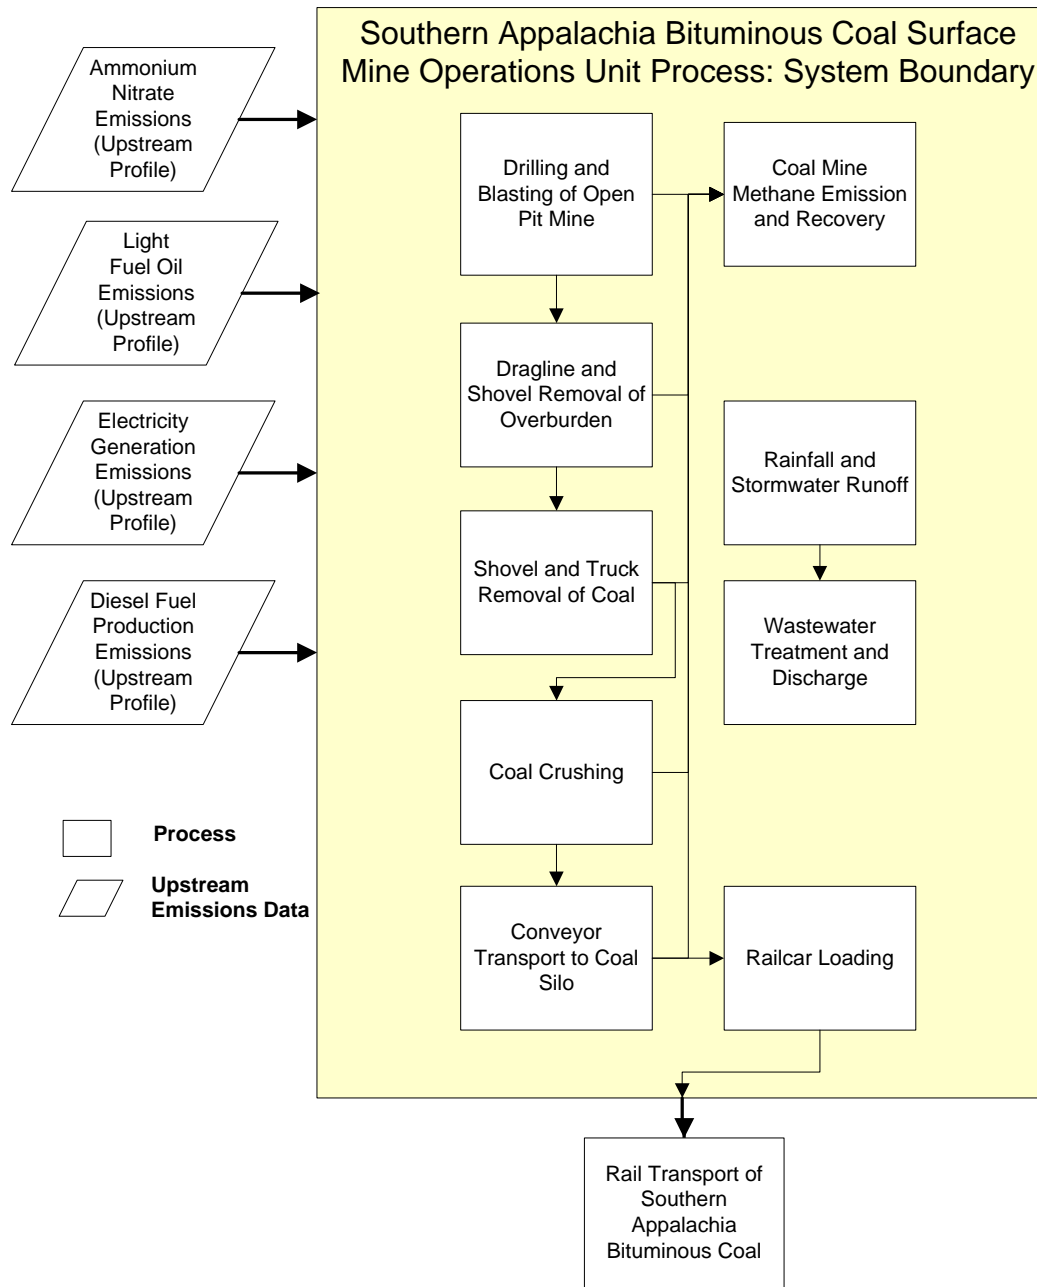 Southern Appalachia Bituminous Coal Surface
Mine Operations Unit Process: System Boundary
Ammonium
Nitrate
Emissions
(Upstream
Profile)
Light
Fuel Oil
Emissions
(Upstream
Profile)
Electricity
Generation
Emissions
(Upstream
Profile)
Diesel Fuel
Production
Emissions
(Upstream
Profile)
Process
Upstream
Emissions Data
Drilling and
Blasting of Open
Pit Mine
Dragline and
Shovel Removal of
Overburden
Shovel and Truck
Removal of Coal
Coal Crushing
Conveyor
Transport to Coal
Silo
Coal Mine
Methane Emission
and Recovery
Rainfall and
Stormwater Runoff
Wastewater
Treatment and
Discharge
Railcar Loading
Rail Transport of
Southern
Appalachia
Bituminous Coal